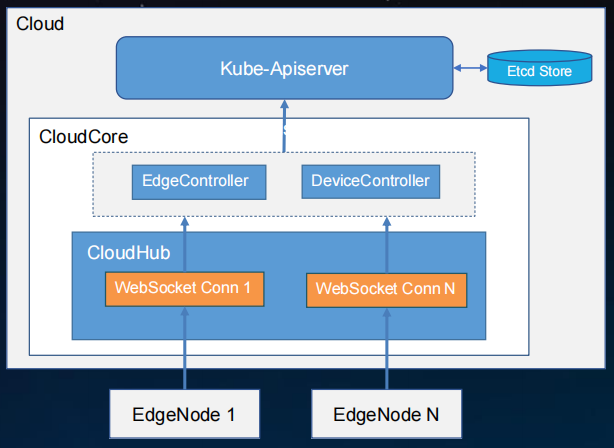 Cloud
Kube-Apiserver
Etcd Store
CloudCore
EdgeController
DeviceController
CloudHub
WebSocket Conn 1
WebSocket Conn N
EdgeNode 1
EdgeNode N